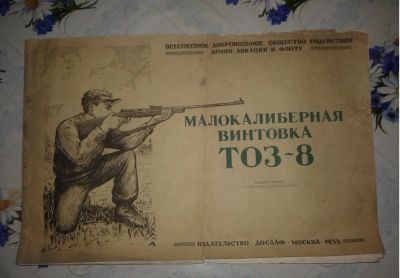 ВСЕСОЮЗНОЕ ДОБРОВОЛЬНОЕ ОБЩЕСТВО СОДЕЙСТВИЯ
АРМИИ, АВИАЦИИ И ФЛОТУ
МАЛОКАЛИБЕРНАЯ
ВИНТОВКА
ТОЗ-8
ИЗДАТЕЛЬСТВО ДОСААФ-МОСКВА-1955